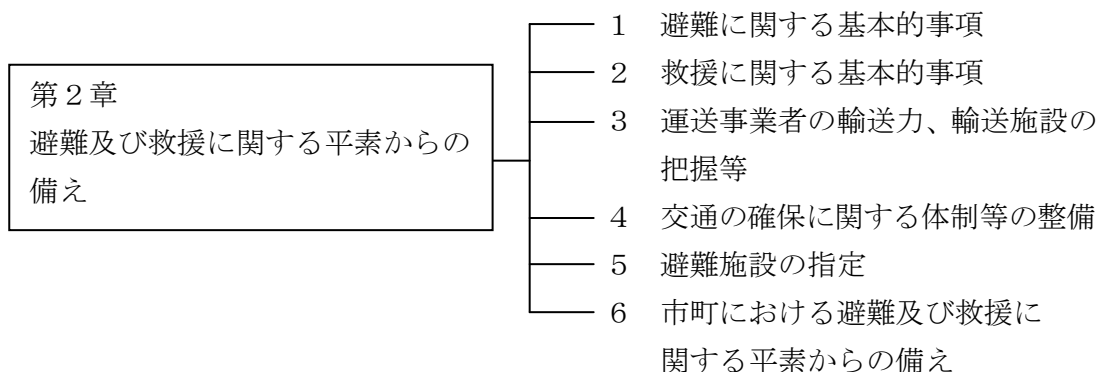 第２章
避難及び救援に関する平素からの
備え
１　避難に関する基本的事項
２　救援に関する基本的事項
３　運送事業者の輸送力、輸送施設の
把握等
４　交通の確保に関する体制等の整備
５　避難施設の指定
６　市町における避難及び救援に
関する平素からの備え